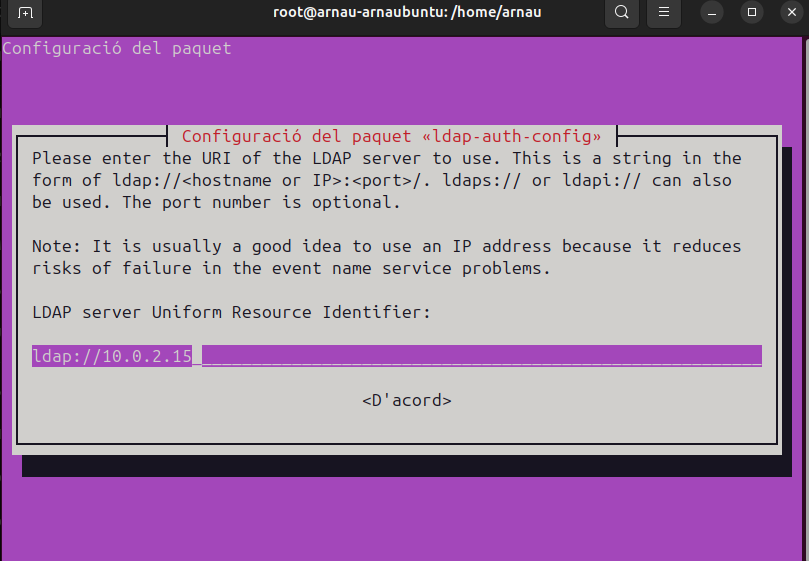 root@arnau-arnaubuntu: /home/arnau
Configuració del paquet
Configuració del paquet «ldap-auth-config»
Please enter the URI of the LDAP server to use. This is a string in the
form of ldap://<hostname or IP>:<port>/. ldaps:// or ldapi:// can also
be used. The port number is optional.
Note: It is usually a good idea to use an IP address because it reduces
risks of failure in the event name service problems.
LDAP server Uniform Resource Identifier:
ldap://10.0.2.15
<D'acord>